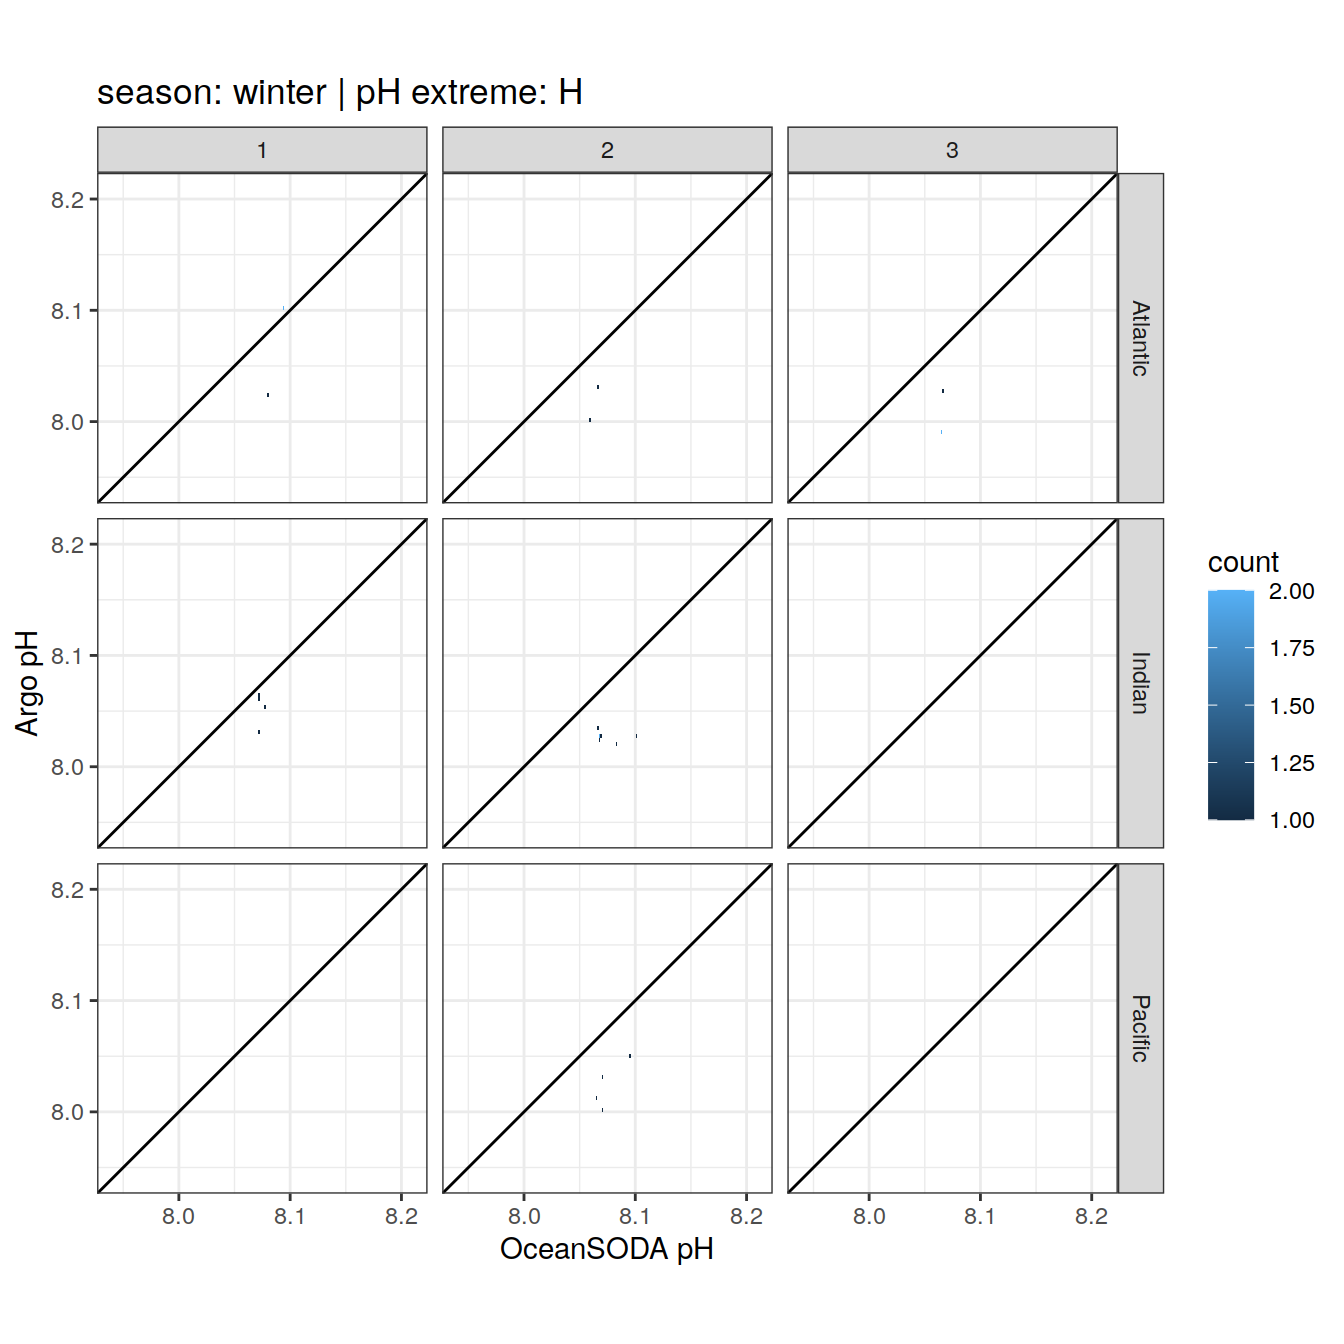 season: winter | pH extreme: H
1 2 3
8.2
8.1
8.0
Atlantic
8.2
8.1
8.0
Indian
8.2
8.1
8.0
Pacific
Argo pH
8.0 8.1 8.2 8.0 8.1 8.2 8.0 8.1 8.2
OceanSODA pH
count
2.00
1.75
1.50
1.25
1.00